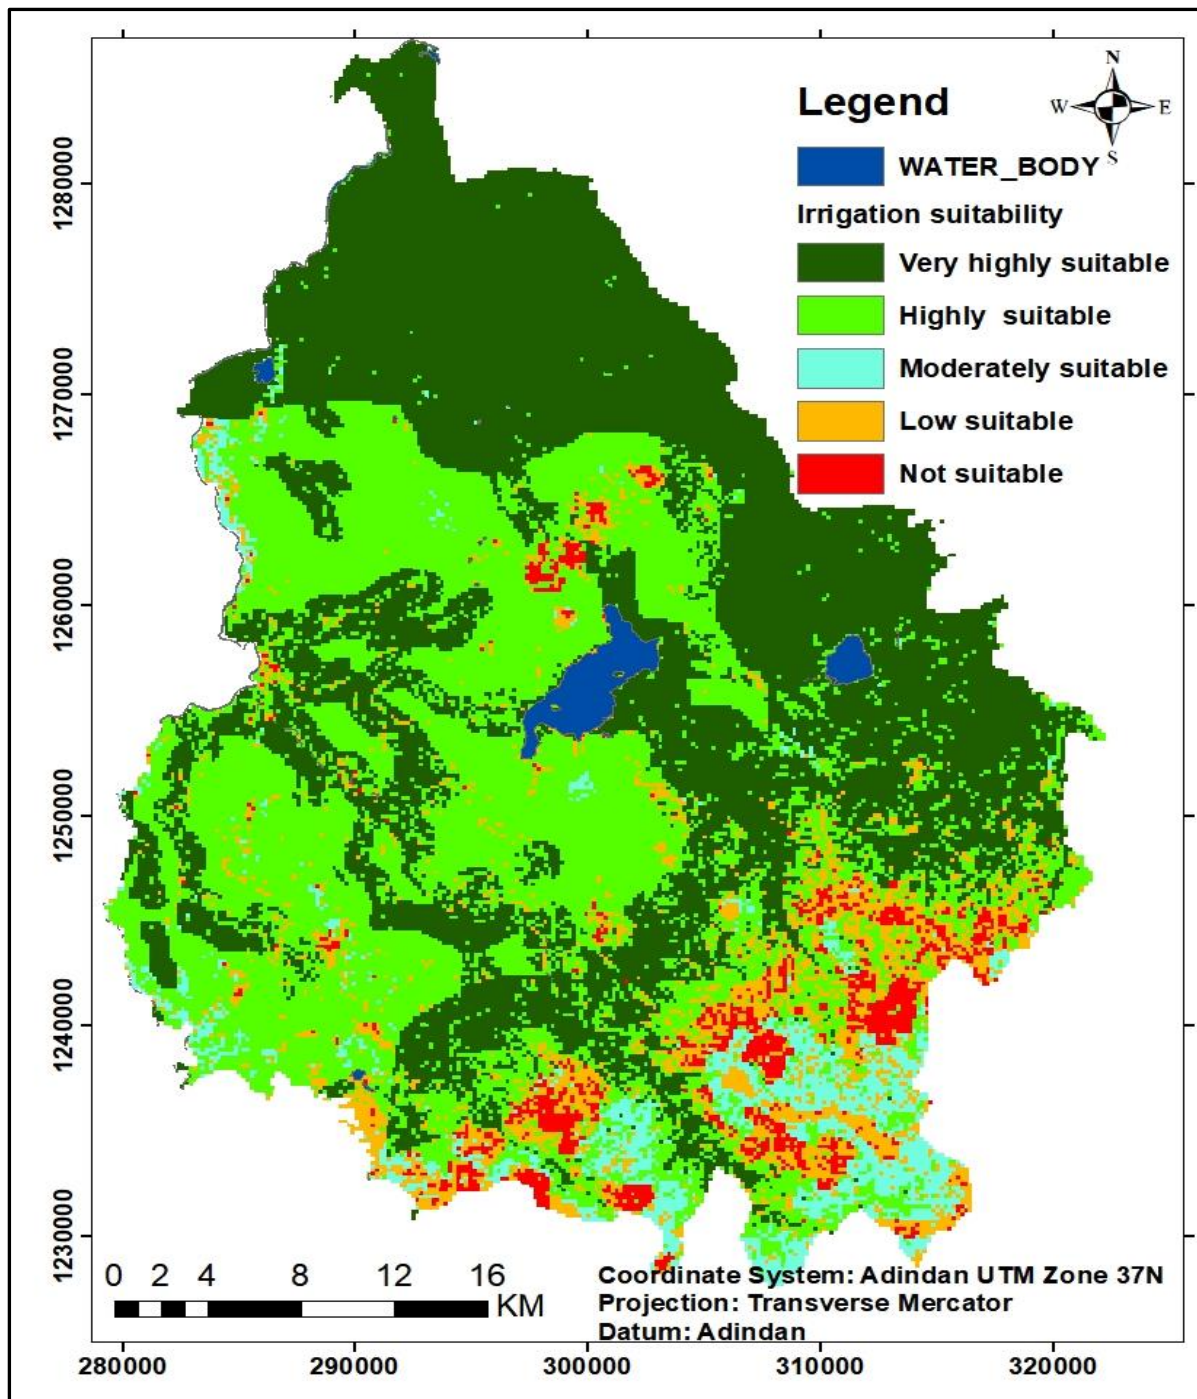 Legend
N
W E
S
WATER_BODY
Irrigation suitability
Very highly suitable
Highly suitable
Moderately suitable
Low suitable
Not suitable
1280000
1270000
1260000
1250000
1240000
1230000
0 2 4 8 12 16
KM
Coordinate System: Adindan UTM Zone 37N
Projection: Transverse Mercator
Datum: Adindan
280000 290000 300000 310000 320000